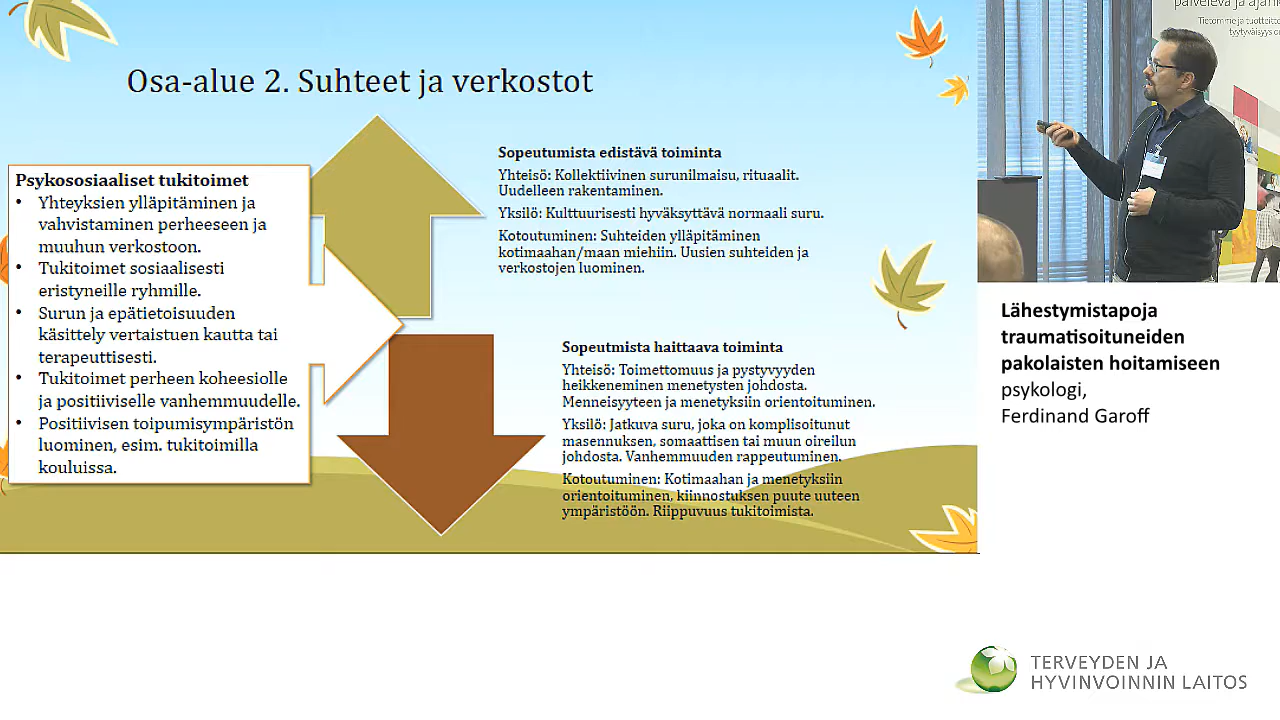 Osa-alue 2. Suhteet ja verkostot
Psykososiaaliset tukitoimet
• Yhteyksien ylläpitäminen ja
vahvistaminen perheeseen ja
muuhun verkostoon.
• Tukitoimet sosiaalisesti
eristyneille ryhmille.
• Surun ja epätietoisuuden
käsittely vertaistuen kautta tai
terapeuttisesti.
• Tukitoimet perheen koheesiolle
ja positiiviselle vanhemmuudelle.
• Positiivisen toipumisympäristön
luominen, esim. tukitoimilla
kouluissa.
Sopeutumista edistävä toiminta
Yhteisö: Kollektiivinen surunilmaisu, rituaalit.
Uudelleen rakentaminen.
Yksilö: Kulttuurisesti hyväksyttävä normaali suru.
Kotoutuminen: Suhteiden ylläpitäminen
kotimaahan/maan miehiin. Uusien suhteiden ja
verkostojen luominen.
Sopeutmista haittaava toiminta
Yhteisö: Toimettomuus ja pystyvyyden
heikkeneminen menetysten johdosta.
Menneisyyteen ja menetyksiin orientoituminen.
Yksilö: Jatkuva suru, joka on komplisoitunut
masennuksen, somaattisen tai muun oireilun
johdosta. Vanhemmuuden rappeutuminen.
Kotoutuminen: Kotimaahan ja menetyksiin
orientoituminen, kiinnostuksen puute uuteen
ympäristöön. Riippuvuus tukitoimista.
palveleva ja
Tietomme ja
Lähestymistapoja
traumatisoituneiden
pakolaisten hoitamiseen
psykologi,
Ferdinand Garoff
TERVEYDEN JA
HYVINVOINNIN LAITOS